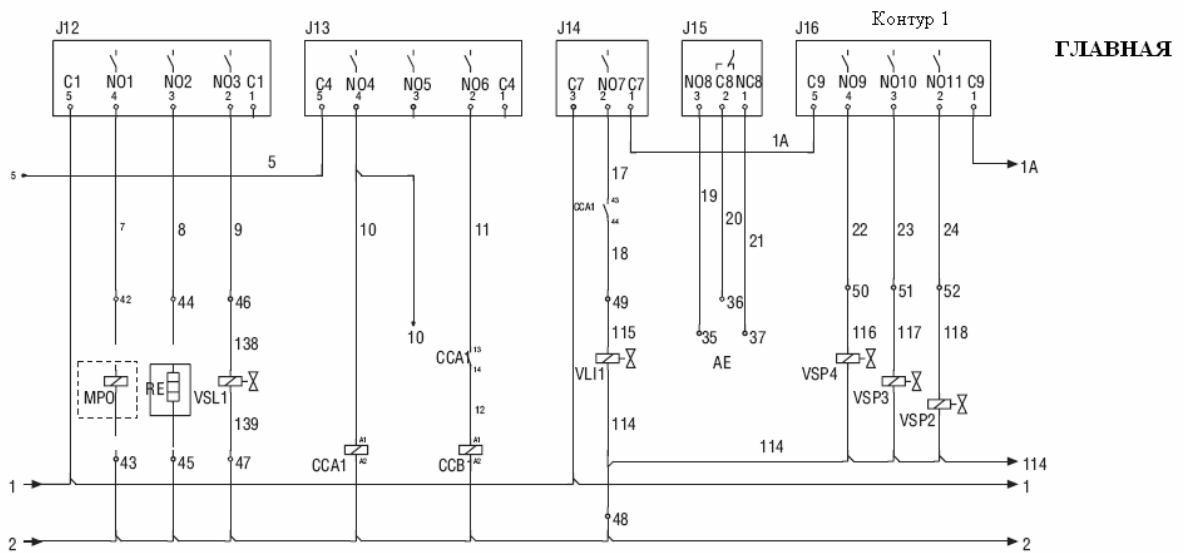 Контур 1
J12 J13 J14 J15 J16
ГЛАВНАЯ
C1 NO1 NO2 NO3 C1 C4 NO4 NO5 NO6 C4 C7 NO7 C7 NO8 C8 NC8 C9 NO9 NO10 NO11 C9
5 4 3 2 1 5 4 3 2 1 3 2 1 3 2 1 5 4 3 2 1
1A
5 5 17 1A
19
CCA1 43
44
20
7 8 9 10 11 18 21 22 23 24
42 44 46 49 36 50 51 52
10 115 35 37 116 117 118
138 CCA1 13
14
VLI1 AE VSP4
MPO RE VSL1 VSP3
12 VSP2
139 114
114
A1 A1
43 45 47 CCA1 A2 CCB A2 114
1 1
48
2 2